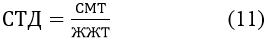 СТД = СМТ / ЖЖТ (11)